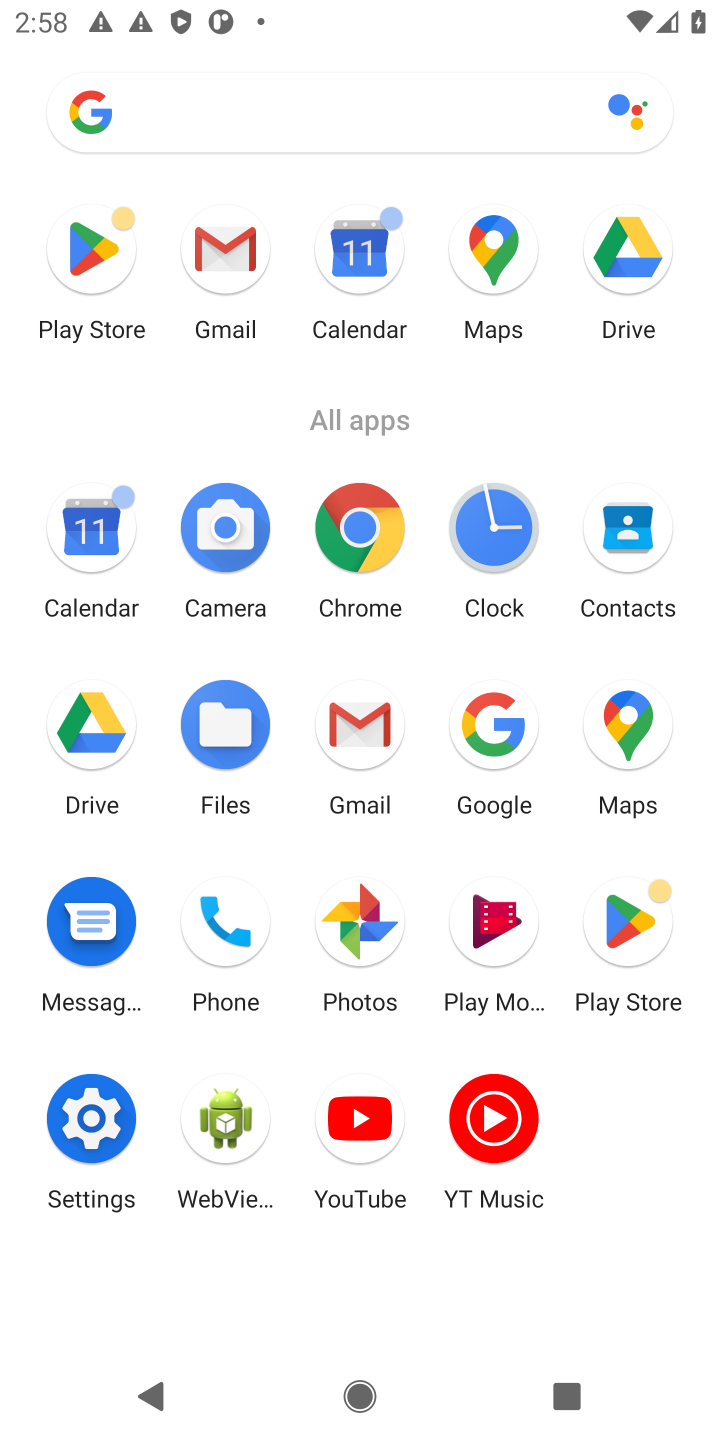 2:58
Play Store Gmail Calendar Maps Drive
All apps
Calendar Camera Chrome Clock Contacts
Drive Files Gmail Google Maps
Messag... Phone Photos Play Mo... Play Store
Settings WebVie... YouTube YT Music